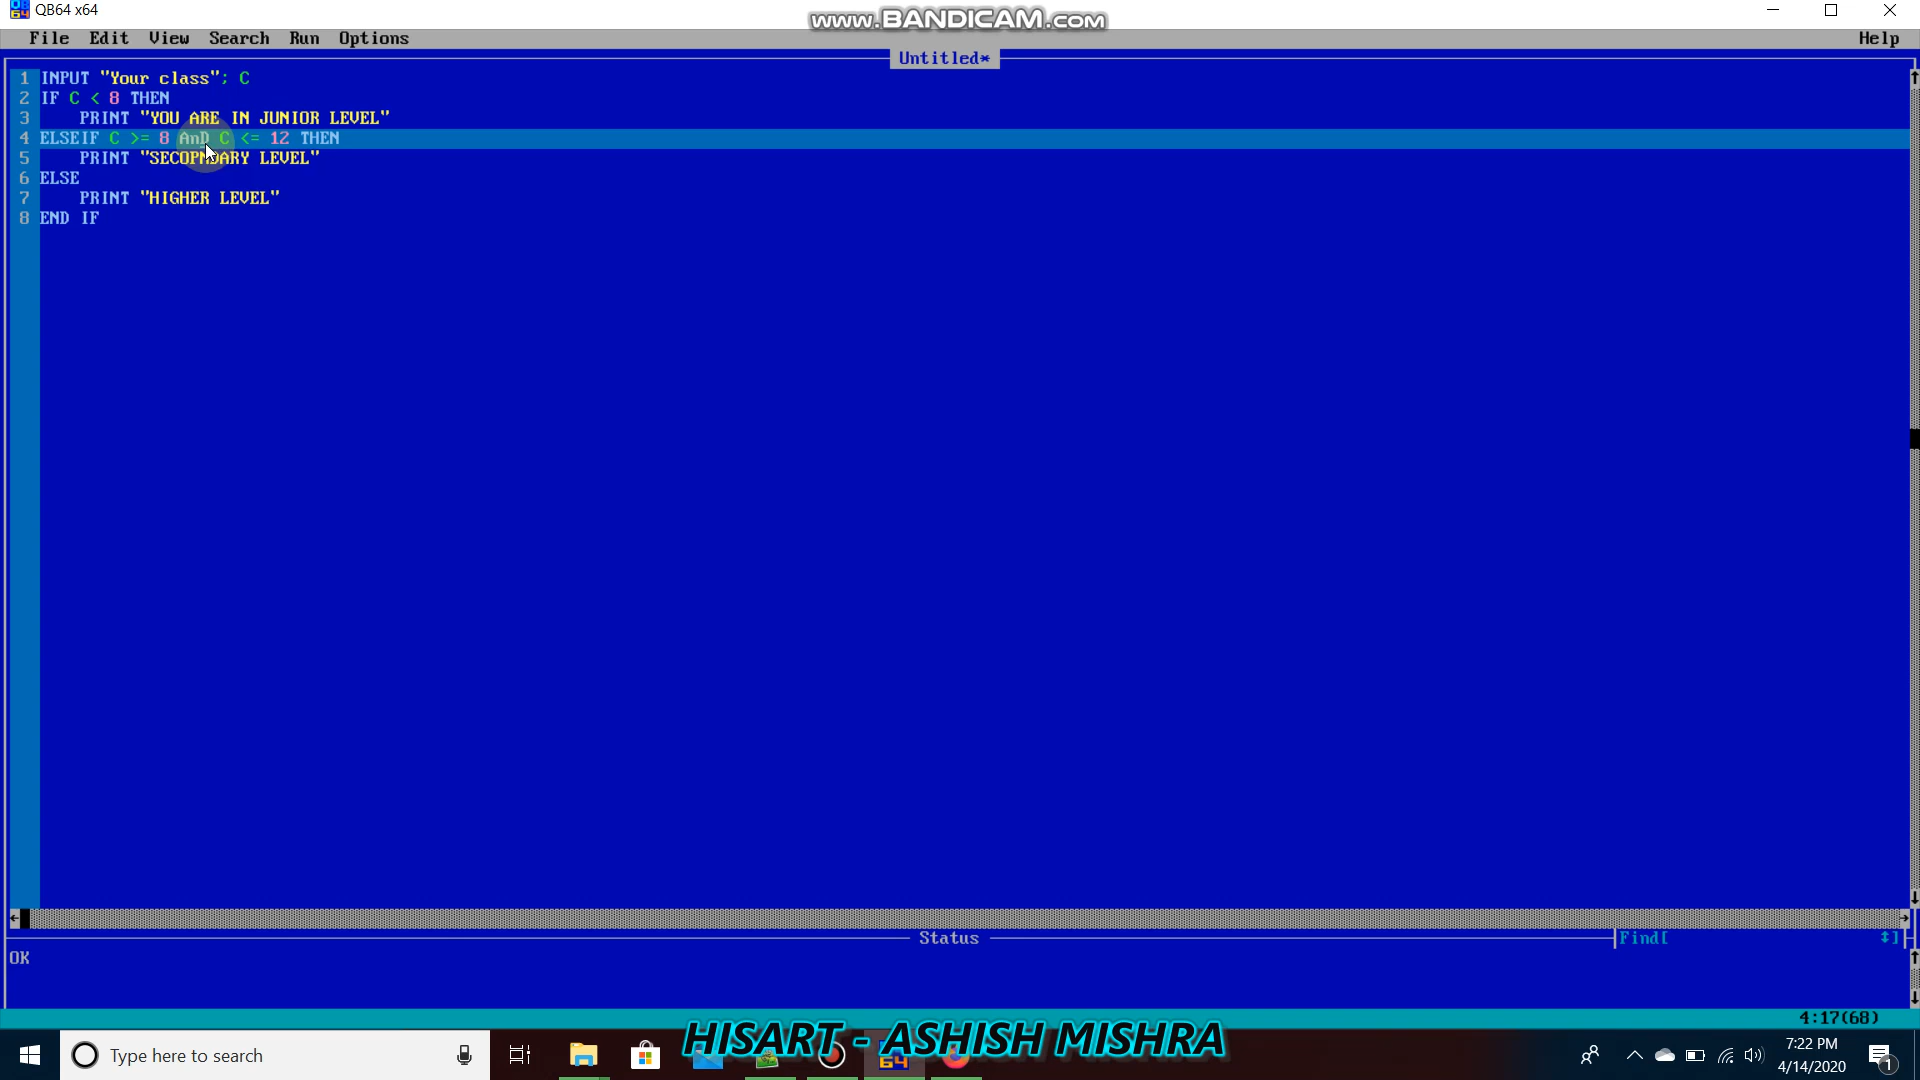 QB64 x64
www.BANDICAM.com
File Edit View Search Run Options Help
Untitled*
1 INPUT "Your class"; C
2 IF C < 8 THEN
3 PRINT "YOU ARE IN JUNIOR LEVEL"
4 ELSEIF C >= 8 AnD C <= 12 THEN
5 PRINT "SECOPNDARY LEVEL"
6 ELSE
7 PRINT "HIGHER LEVEL"
8 END IF
Status
Find[ ]
OK
4:17(68)
HISART - ASHISH MISHRA
Type here to search
64
7:22 PM
4/14/2020
1